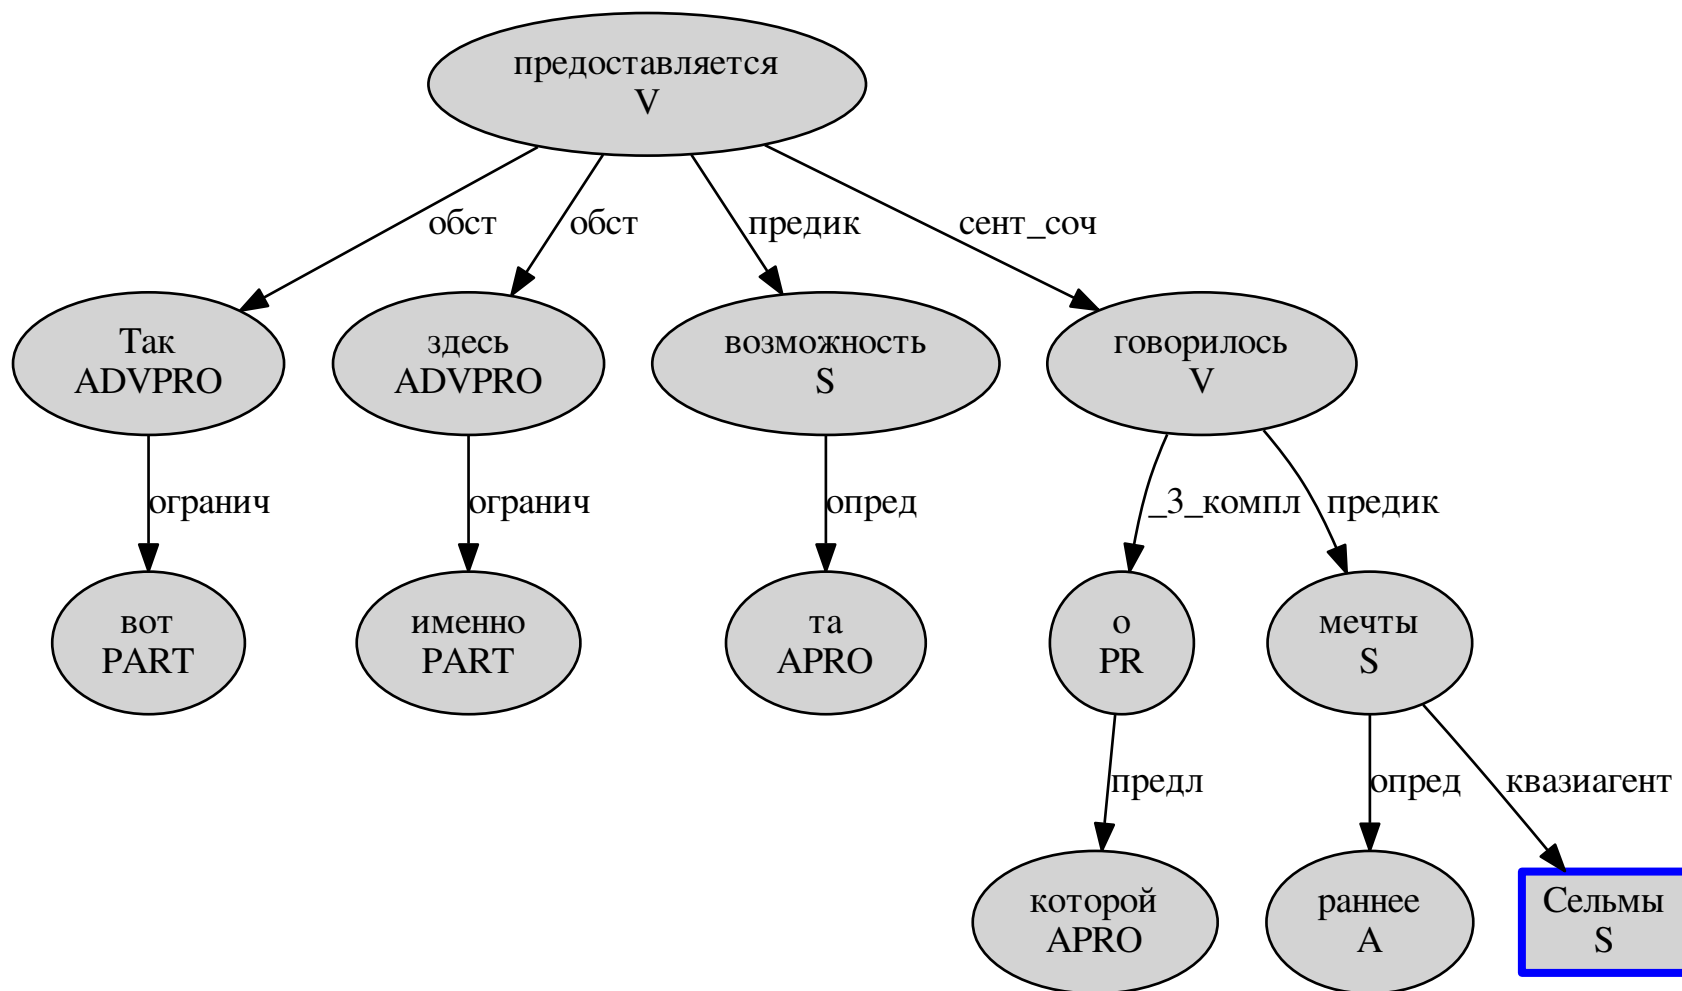 предоставляется
V
обст
обст
предик
сент_соч
Так
ADVPRO
здесь
ADVPRO
возможность
S
говорилось
V
огранич
огранич
опред
_3_компл
предик
вот
PART
именно
PART
та
APRO
о
PR
мечты
S
предл
опред
квазиагент
которой
APRO
раннее
A
Сельмы
S